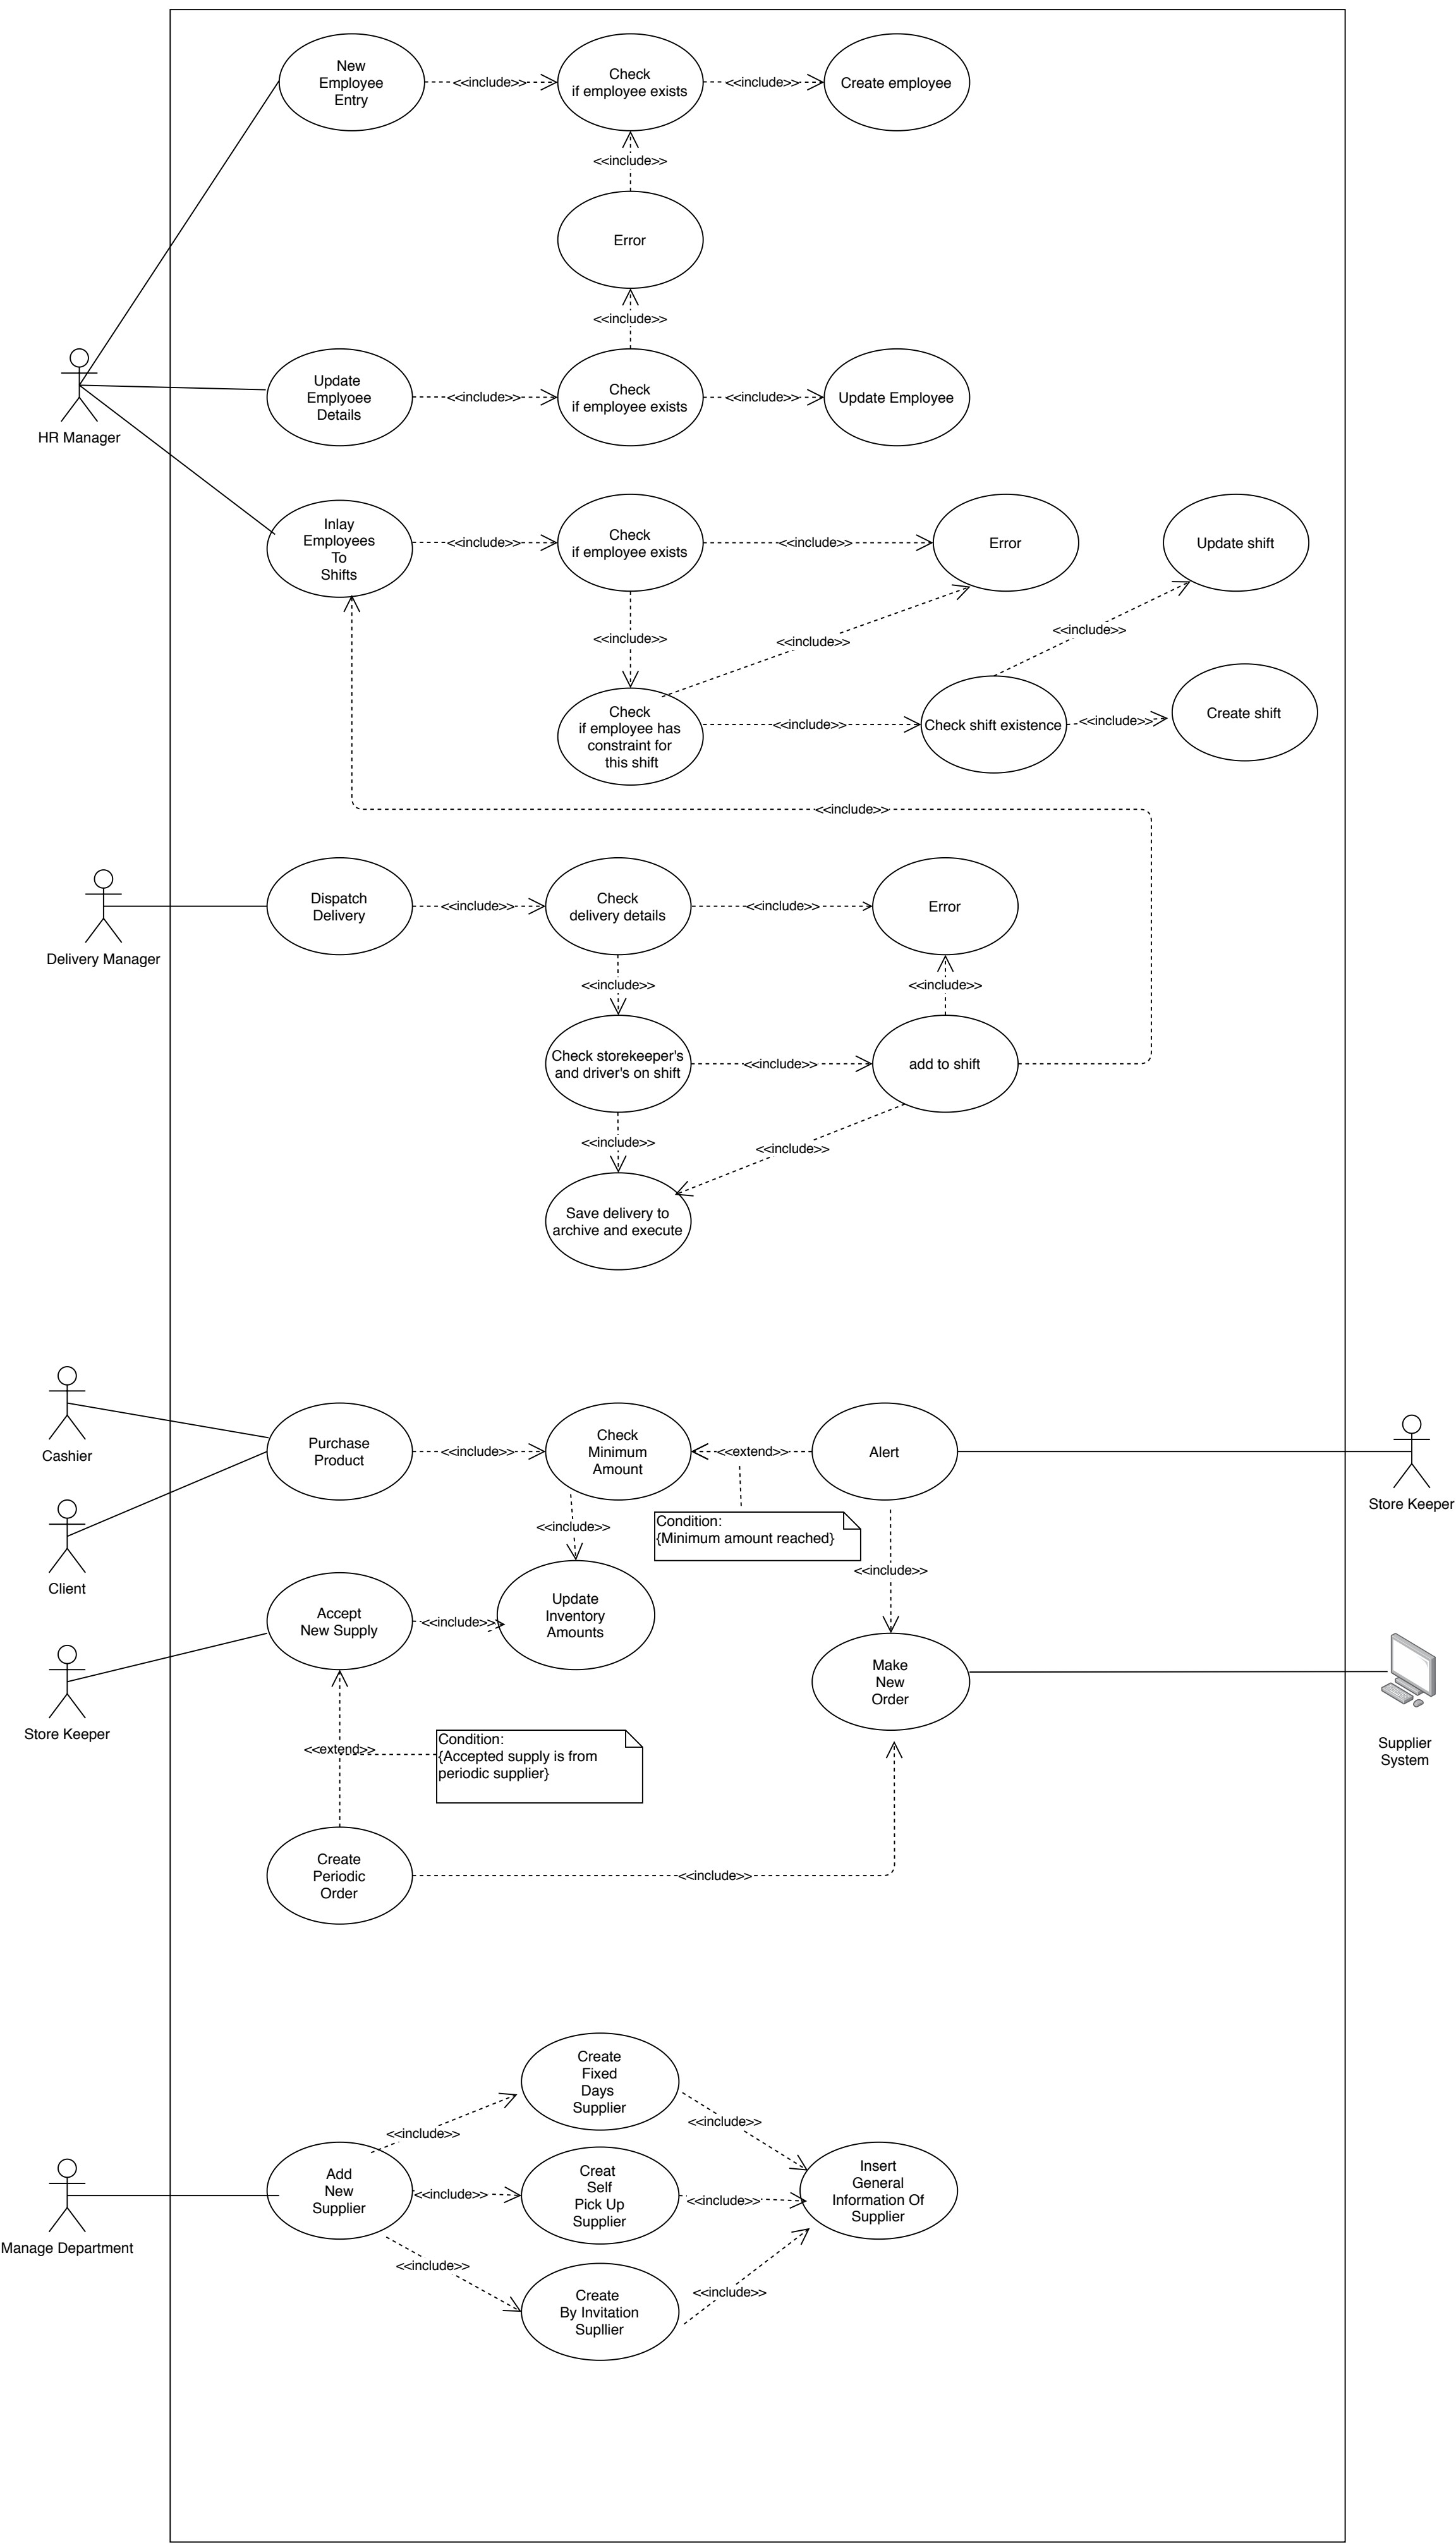 New
Employee
Entry
<<include>>
Check
if employee exists
<<include>>
Create employee
<<include>>
Error
<<include>>
HR Manager
Update
Emplyoee
Details
<<include>>
Check
if employee exists
<<include>>
Update Employee
Inlay
Employees
To
Shifts
<<include>>
Check
if employee exists
<<include>>
Error
Update shift
<<include>>
<<include>>
<<include>>
Check
if employee has
constraint for
this shift
<<include>>
Check shift existence
<<include>>
Create shift
<<include>>
Delivery Manager
Dispatch
Delivery
<<include>>
Check
delivery details
<<include>>
Error
<<include>>
<<include>>
Check storekeeper's
and driver's on shift
<<include>>
add to shift
<<include>>
<<include>>
Save delivery to
archive and execute
Cashier
Purchase
Product
<<include>>
Check
Minimum
Amount
<<extend>>
Alert
Store Keeper
<<include>>
Condition:
{Minimum amount reached}
<<include>>
Client
Accept
New Supply
<<include>>
Update
Inventory
Amounts
Make
New
Order
Store Keeper
Supplier
System
<<extend>>
Condition:
{Accepted supply is from
periodic supplier}
Create
Periodic
Order
<<include>>
Create
Fixed
Days
Supplier
<<include>>
<<include>>
Manage Department
Add
New
Supplier
<<include>>
Creat
Self
Pick Up
Supplier
<<include>>
Insert
General
Information Of
Supplier
<<include>>
<<include>>
Create
By Invitation
Supllier